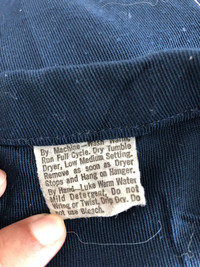 By Machine-Warm Water
Run Full Cycle. Dry Tumble
Dryer, Low Medium Setting.
Remove as soon as Dryer
Stops and Hang on Hanger.
By Hand-Luke Warm Water
Mild Detergent. Do not
Wring or Twist, Drip Dry. Do
not use Bleach.